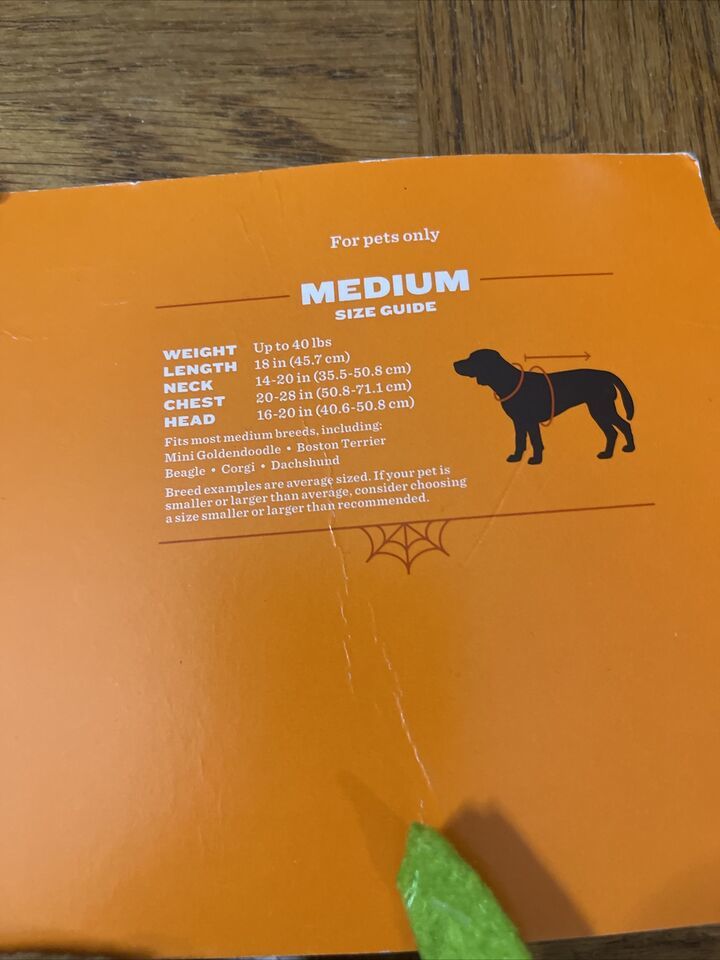 For pets only
MEDIUM
SIZE GUIDE
WEIGHT Up to 40 lbs
LENGTH 18 in (45.7 cm)
NECK 14-20 in (35.5-50.8 cm)
CHEST 20-28 in (50.8-71.1 cm)
HEAD 16-20 in (40.6-50.8 cm)
Fits most medium breeds, including:
Mini Goldendoodle • Boston Terrier
Beagle • Corgi • Dachshund
Breed examples are average sized. If your pet is
smaller or larger than average, consider choosing
a size smaller or larger than recommended.